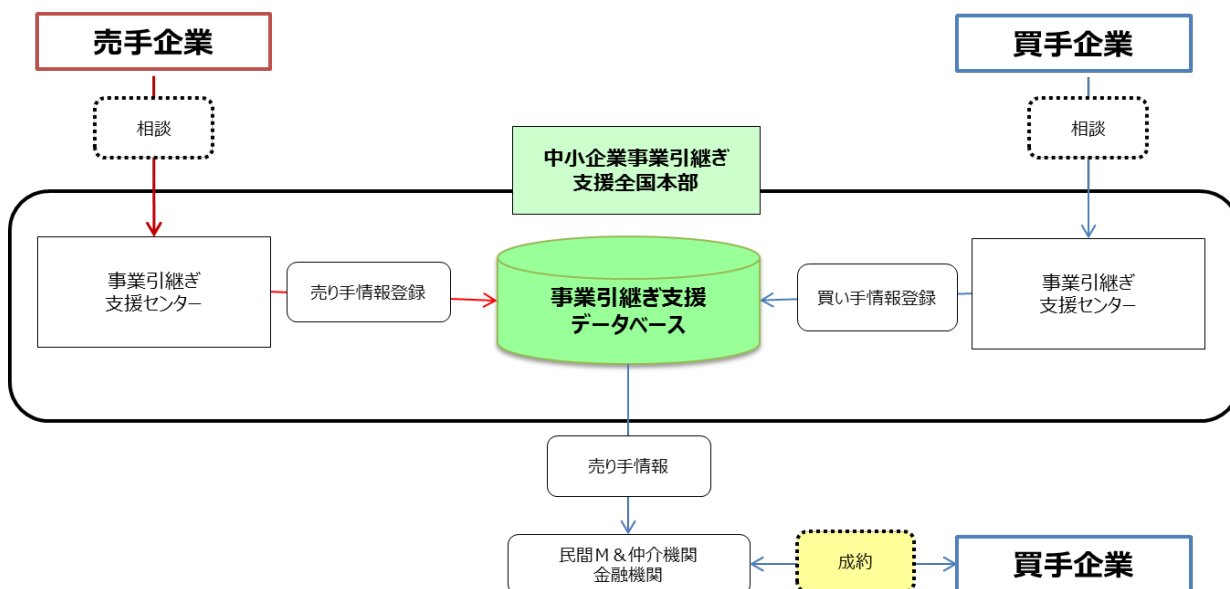 売手企業
買手企業
相談
相談
中小企業事業引継ぎ
支援全国本部
事業引継ぎ
支援センター
売り手情報登録
事業引継ぎ支援
データベース
買い手情報登録
事業引継ぎ
支援センター
売り手情報
民間M&仲介機関
金融機関
成約
買手企業